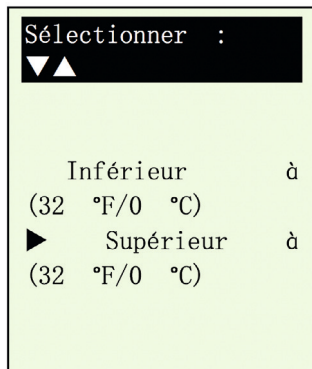 Sélectionner :
▼▲
Inférieur à
(32 °F/0 °C)
▶ Supérieur à
(32 °F/0 °C)